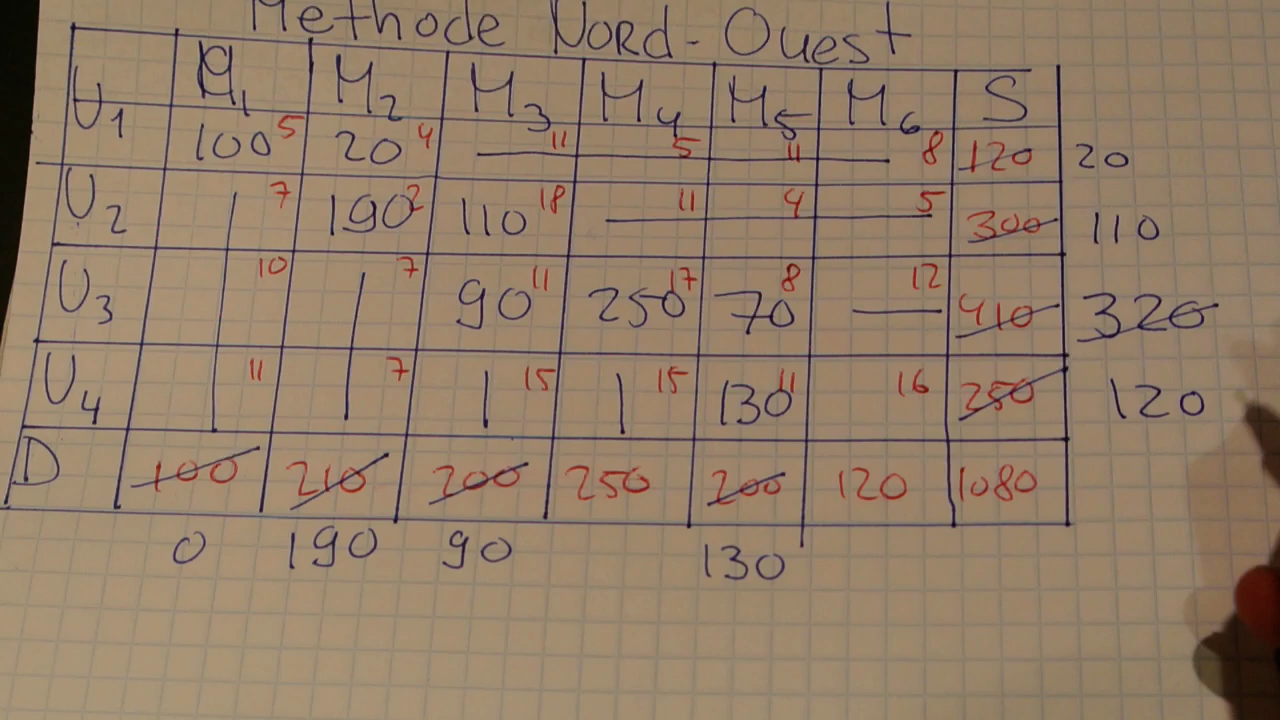 Methode Nord-Ouest
M1 M2 M3 M4 M5 M6 S
U1 100 5 20 4 11 5 11 8 120 20
U2 7 190 2 110 18 11 4 5 300 110
U3 10 7 90 11 250 17 70 8 12 410 320
U4 11 7 15 15 130 11 16 250 120
D 100 210 200 250 200 120 1080
0 190 90 130